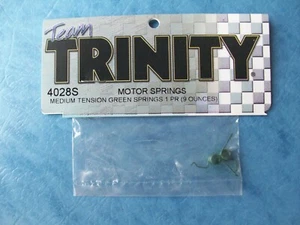 Team
TRINITY
4028S MOTOR SPRINGS
MEDIUM TENSION GREEN SPRINGS 1 PR (9 OUNCES)